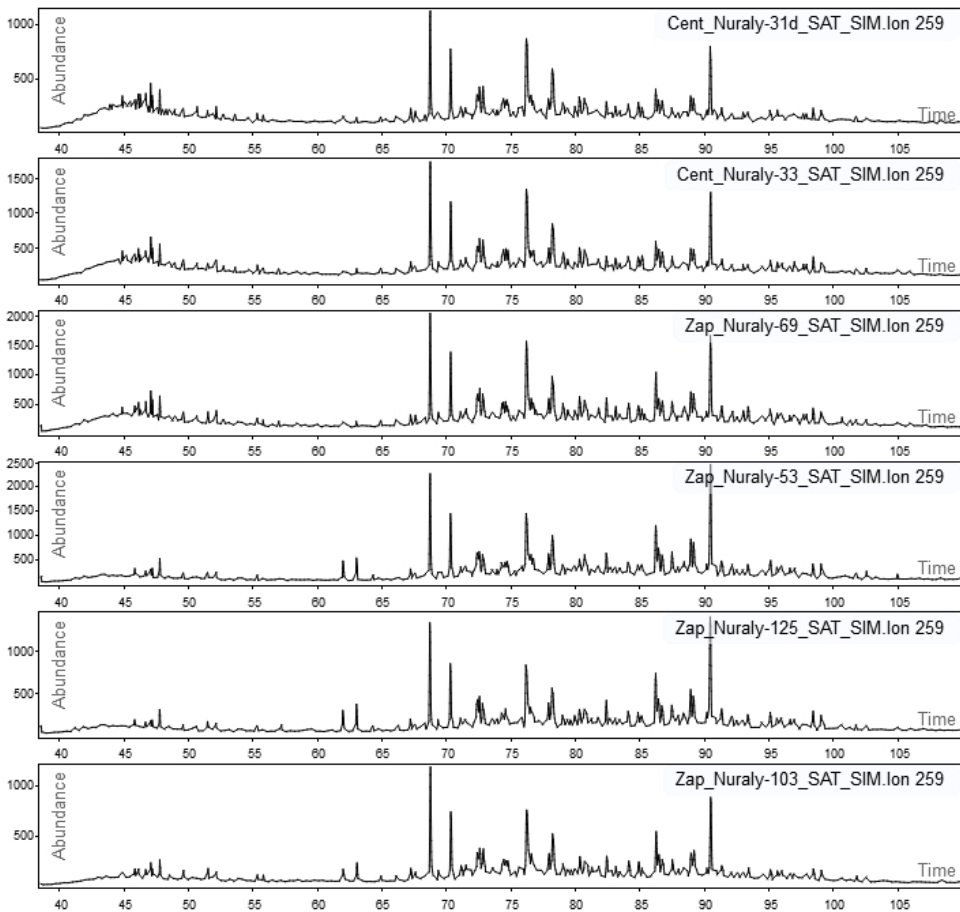 Cent_Nuraly-31d_SAT_SIM.Ion 259
Abundance
1000
500
Time
40 45 50 55 60 65 70 75 80 85 90 95 100 105
Cent_Nuraly-33_SAT_SIM.Ion 259
Abundance
1500
1000
500
Time
40 45 50 55 60 65 70 75 80 85 90 95 100 105
Zap_Nuraly-69_SAT_SIM.Ion 259
Abundance
2000
1500
1000
500
Time
40 45 50 55 60 65 70 75 80 85 90 95 100 105
Zap_Nuraly-53_SAT_SIM.Ion 259
Abundance
2500
2000
1500
1000
500
Time
40 45 50 55 60 65 70 75 80 85 90 95 100 105
Zap_Nuraly-125_SAT_SIM.Ion 259
Abundance
1000
500
Time
40 45 50 55 60 65 70 75 80 85 90 95 100 105
Zap_Nuraly-103_SAT_SIM.Ion 259
Abundance
1000
500
Time
40 45 50 55 60 65 70 75 80 85 90 95 100 105